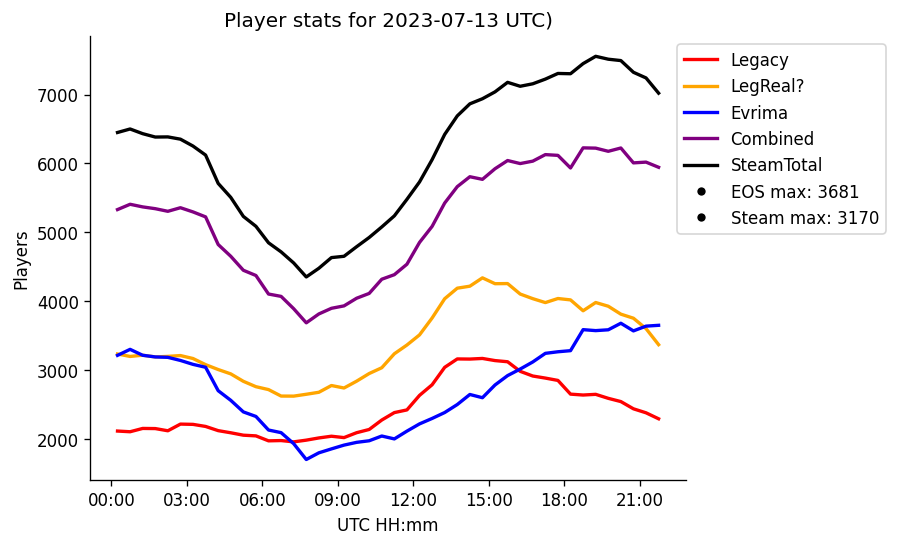 Player stats for 2023-07-13 UTC)
Legacy
LegReal?
Evrima
Combined
SteamTotal
EOS max: 3681
Steam max: 3170
Players
7000
6000
5000
4000
3000
2000
00:00 03:00 06:00 09:00 12:00 15:00 18:00 21:00
UTC HH:mm